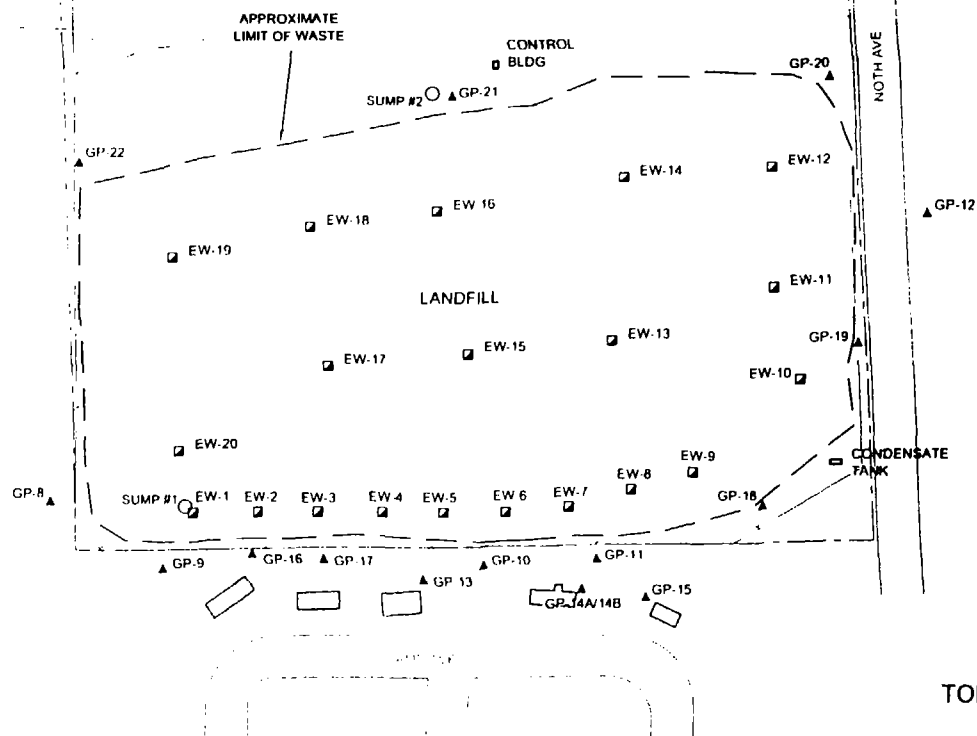 APPROXIMATE
LIMIT OF WASTE
CONTROL
BLDG
NOTH AVE
GP-20
SUMP #2
GP-21
GP-22
EW-12
EW-14
GP-12
EW 16
EW-18
EW-19
EW-11
LANDFILL
EW-13
GP-19
EW-15
EW-17
EW-10
EW-20
CONDENSATE
TANK
EW-9
EW-8
GP-8
SUMP #1
EW-1
EW-2
EW-3
EW-4
EW-5
EW 6
EW-7
GP-18
GP-9
GP-16
GP-17
GP-10
GP-11
GP 13
GP-14A/14B
GP-15